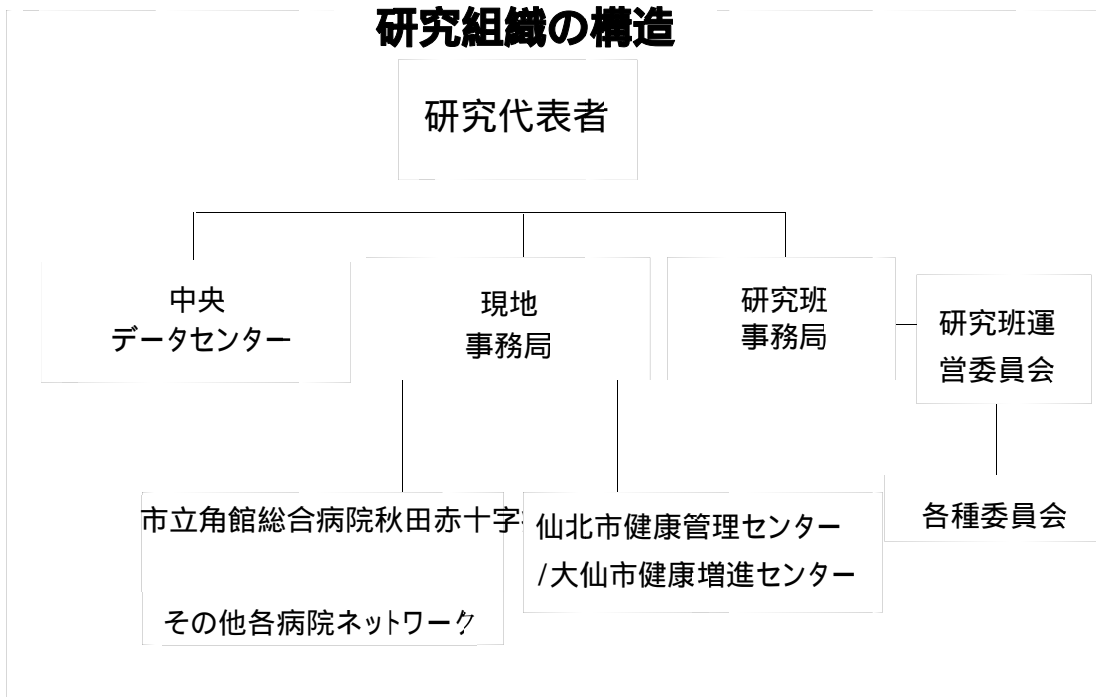 研究組織の構造
研究代表者
中央
データセンター
現地
事務局
研究班
事務局
研究班運
営委員会
市立角館総合病院秋田赤十字
その他各病院ネットワーク
仙北市健康管理センター
/大仙市健康増進センター
各種委員会